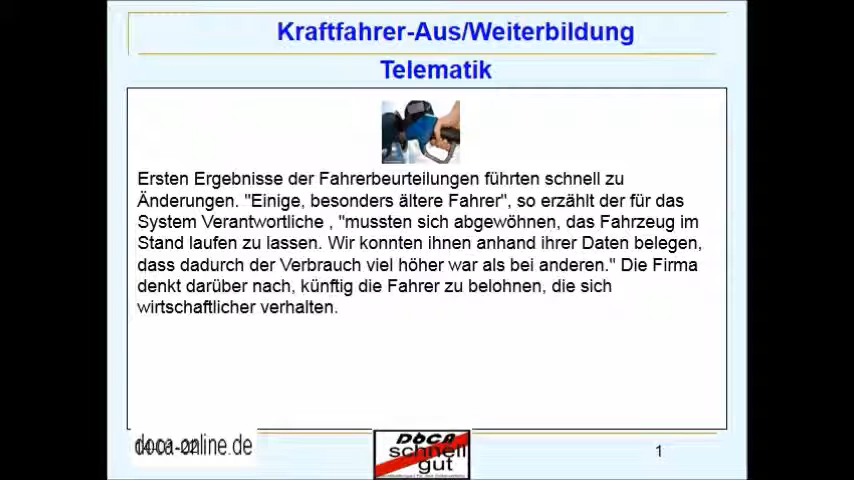 Kraftfahrer-Aus/Weiterbildung
Telematik
Ersten Ergebnisse der Fahrerbeurteilungen führten schnell zu
Änderungen. "Einige, besonders ältere Fahrer", so erzählt der für das
System Verantwortliche , "mussten sich abgewöhnen, das Fahrzeug im
Stand laufen zu lassen. Wir konnten ihnen anhand ihrer Daten belegen,
dass dadurch der Verbrauch viel höher war als bei anderen." Die Firma
denkt darüber nach, künftig die Fahrer zu belohnen, die sich
wirtschaftlicher verhalten.
doca-online.de
DOCA
schnell
gut
1